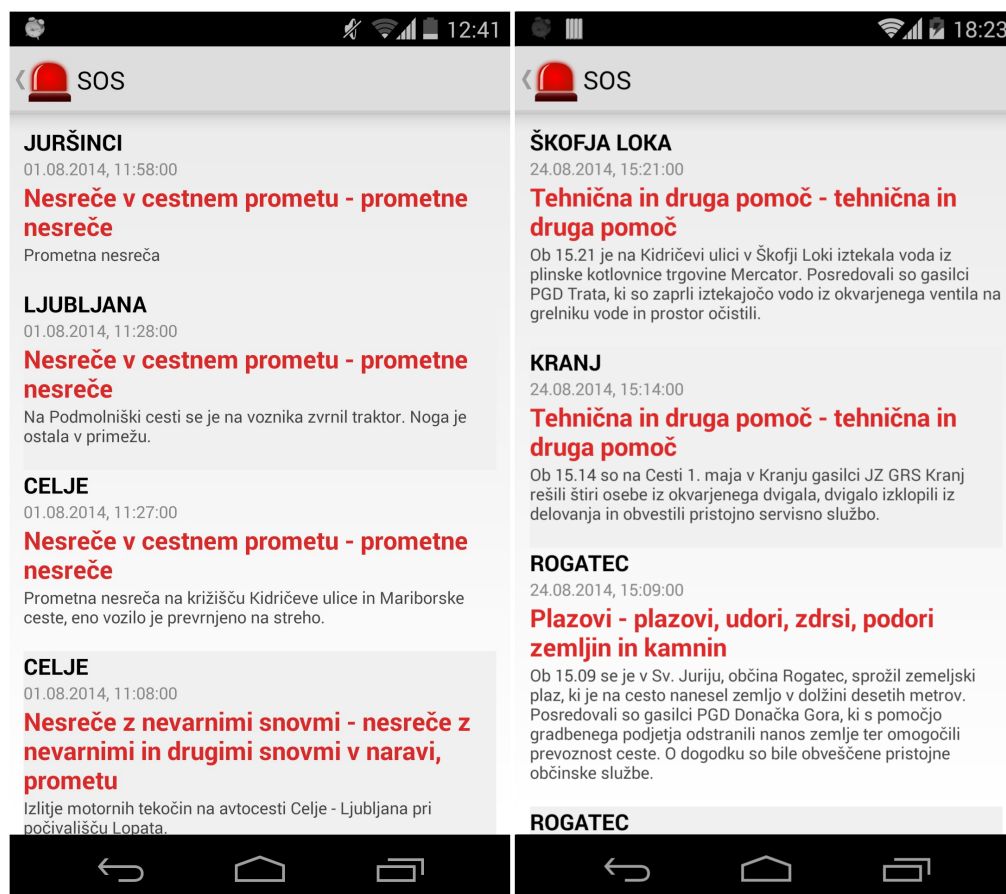 12:41
SOS
JURŠINCI
01.08.2014, 11:58:00
Nesreče v cestnem prometu - prometne
nesreče
Prometna nesreča
LJUBLJANA
01.08.2014, 11:28:00
Nesreče v cestnem prometu - prometne
nesreče
Na Podmolniški cesti se je na voznika zvrnil traktor. Noga je
ostala v primežu.
CELJE
01.08.2014, 11:27:00
Nesreče v cestnem prometu - prometne
nesreče
Prometna nesreča na križišču Kidričeve ulice in Mariborske
ceste, eno vozilo je prevrnjeno na streho.
CELJE
01.08.2014, 11:08:00
Nesreče z nevarnimi snovmi - nesreče z
nevarnimi in drugimi snovmi v naravi,
prometu
Izlitje motornih tekočin na avtocesti Celje - Ljubljana pri
počivališču Lopata.
18:23
SOS
ŠKOFJA LOKA
24.08.2014, 15:21:00
Tehnična in druga pomoč - tehnična in
druga pomoč
Ob 15.21 je na Kidričevi ulici v Škofji Loki iztekala voda iz
plinske kotlovnice trgovine Mercator. Posredovali so gasilci
PGD Trata, ki so zaprli iztekajočo vodo iz okvarjenega ventila na
grelniku vode in prostor očistili.
KRANJ
24.08.2014, 15:14:00
Tehnična in druga pomoč - tehnična in
druga pomoč
Ob 15.14 so na Cesti 1. maja v Kranju gasilci JZ GRS Kranj
rešili štiri osebe iz okvarjenega dvigala, dvigalo izklopili iz
delovanja in obvestili pristojno servisno službo.
ROGATEC
24.08.2014, 15:09:00
Plazovi - plazovi, udori, zdrsi, podori
zemljin in kamnin
Ob 15.09 se je v Sv. Juriju, občina Rogatec, sprožil zemeljski
plaz, ki je na cesto nanesel zemljo v dolžini desetih metrov.
Posredovali so gasilci PGD Donačka Gora, ki s pomočjo
gradbenega podjetja odstranili nanos zemlje ter omogočili
prevoznost ceste. O dogodku so bile obveščene pristojne
občinske službe.
ROGATEC